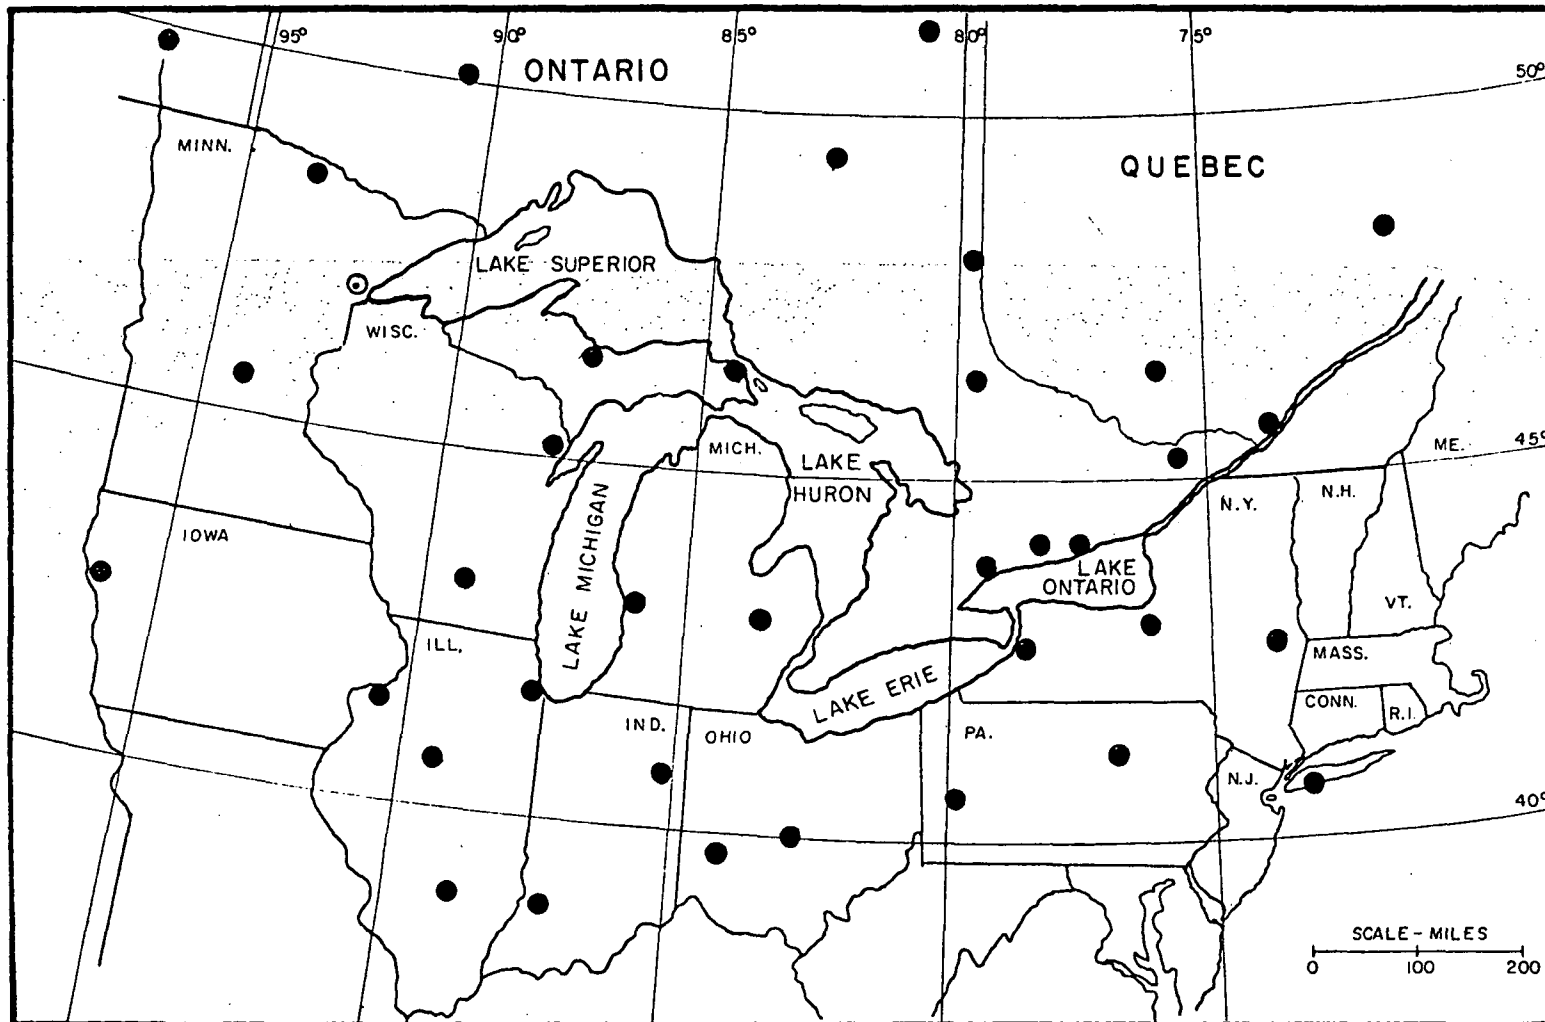 95° 90° 85° 80° 75°
ONTARIO
50°
MINN.
QUEBEC
LAKE SUPERIOR
WISC.
MICH.
LAKE
HURON
ME.
45°
N.Y.
N.H.
IOWA
LAKE MICHIGAN
LAKE
ONTARIO
VT.
ILL.
MASS.
LAKE ERIE
CONN.
R.I.
IND.
OHIO
PA.
N.J.
40°
SCALE-MILES
0 100 200